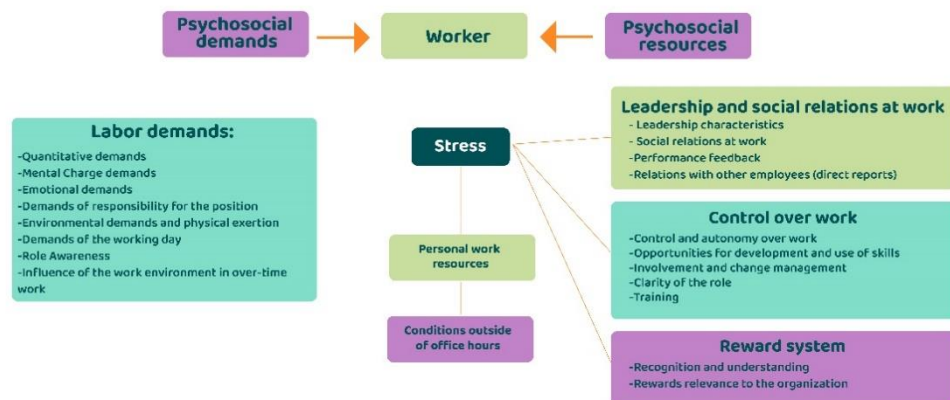 Psychosocial
demands
Worker
Psychosocial
resources
Labor demands:
-Quantitative demands
-Mental Charge demands
-Emotional demands
-Demands of responsibility for the position
-Environmental demands and physical exertion
-Demands of the working day
-Role Awareness
-Influence of the work environment in over-time
work
Stress
Personal work
resources
Conditions outside
of office hours
Leadership and social relations at work
- Leadership characteristics
- Social relations at work
-Performance feedback
-Relations with other employees (direct reports)
Control over work
-Control and autonomy over work
-Opportunities for development and use of skills
-Involvement and change management
-Clarity of the role
-Training
Reward system
-Recognition and understanding
-Rewards relevance to the organization